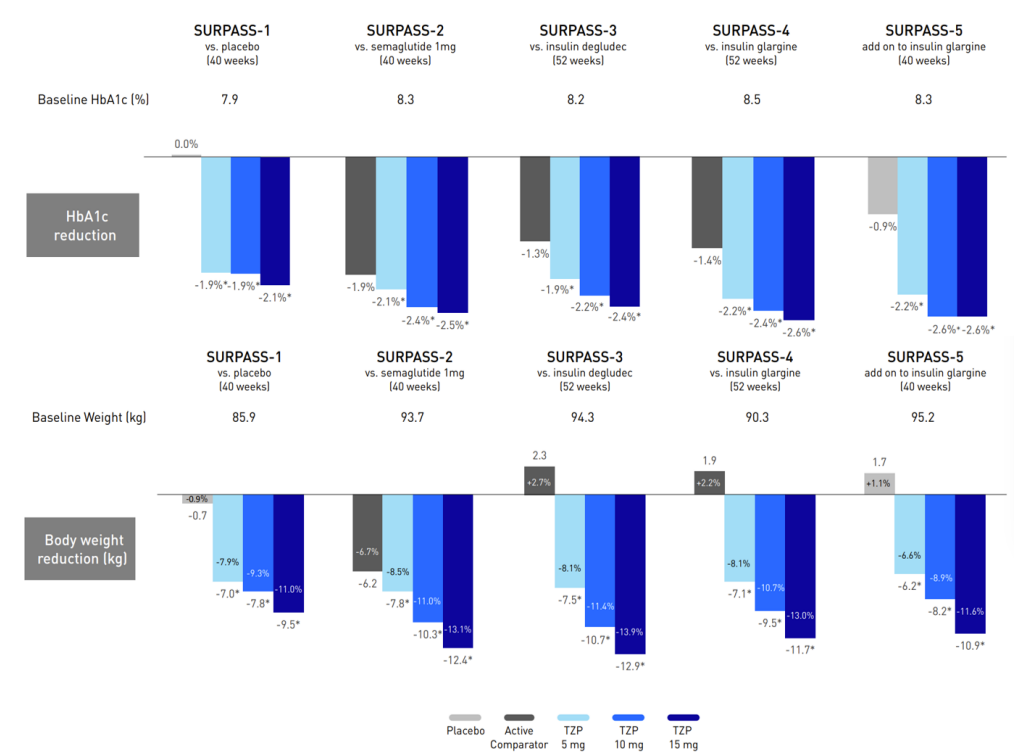 SURPASS-1 SURPASS-2 SURPASS-3 SURPASS-4 SURPASS-5
vs. placebo vs. semaglutide 1mg vs. insulin degludec vs. insulin glargine add on to insulin glargine
(40 weeks) (40 weeks) (52 weeks) (52 weeks) (40 weeks)
Baseline HbA1c (%) 7.9 8.3 8.2 8.5 8.3
0.0%
HbA1c
reduction
-1.9%* -1.9%* -2.1%*
-1.9% -2.1%* -2.4%* -2.5%*
-1.3% -1.9%* -2.2%* -2.4%*
-1.4% -2.2%* -2.4%* -2.6%*
-0.9% -2.2%* -2.6%* -2.6%*
SURPASS-1 SURPASS-2 SURPASS-3 SURPASS-4 SURPASS-5
vs. placebo vs. semaglutide 1mg vs. insulin degludec vs. insulin glargine add on to insulin glargine
(40 weeks) (40 weeks) (52 weeks) (52 weeks) (40 weeks)
Baseline Weight (kg) 85.9 93.7 94.3 90.3 95.2
Body weight
reduction (kg)
-0.9% -7.9% -9.3% -11.0%
-0.7 -7.0* -7.8* -9.5*
-6.7% -8.5% -11.0% -13.1%
-6.2 -7.8* -10.3* -12.4*
2.3
+2.7% -8.1% -11.4% -13.9%
-7.5* -10.7* -12.9*
1.9
+2.2% -8.1% -10.7% -13.0%
-7.1* -9.5* -11.7*
1.7
+1.1% -6.6% -8.9% -11.6%
-6.2* -8.2* -10.9*
Placebo Active TZP TZP TZP
Comparator 5 mg 10 mg 15 mg